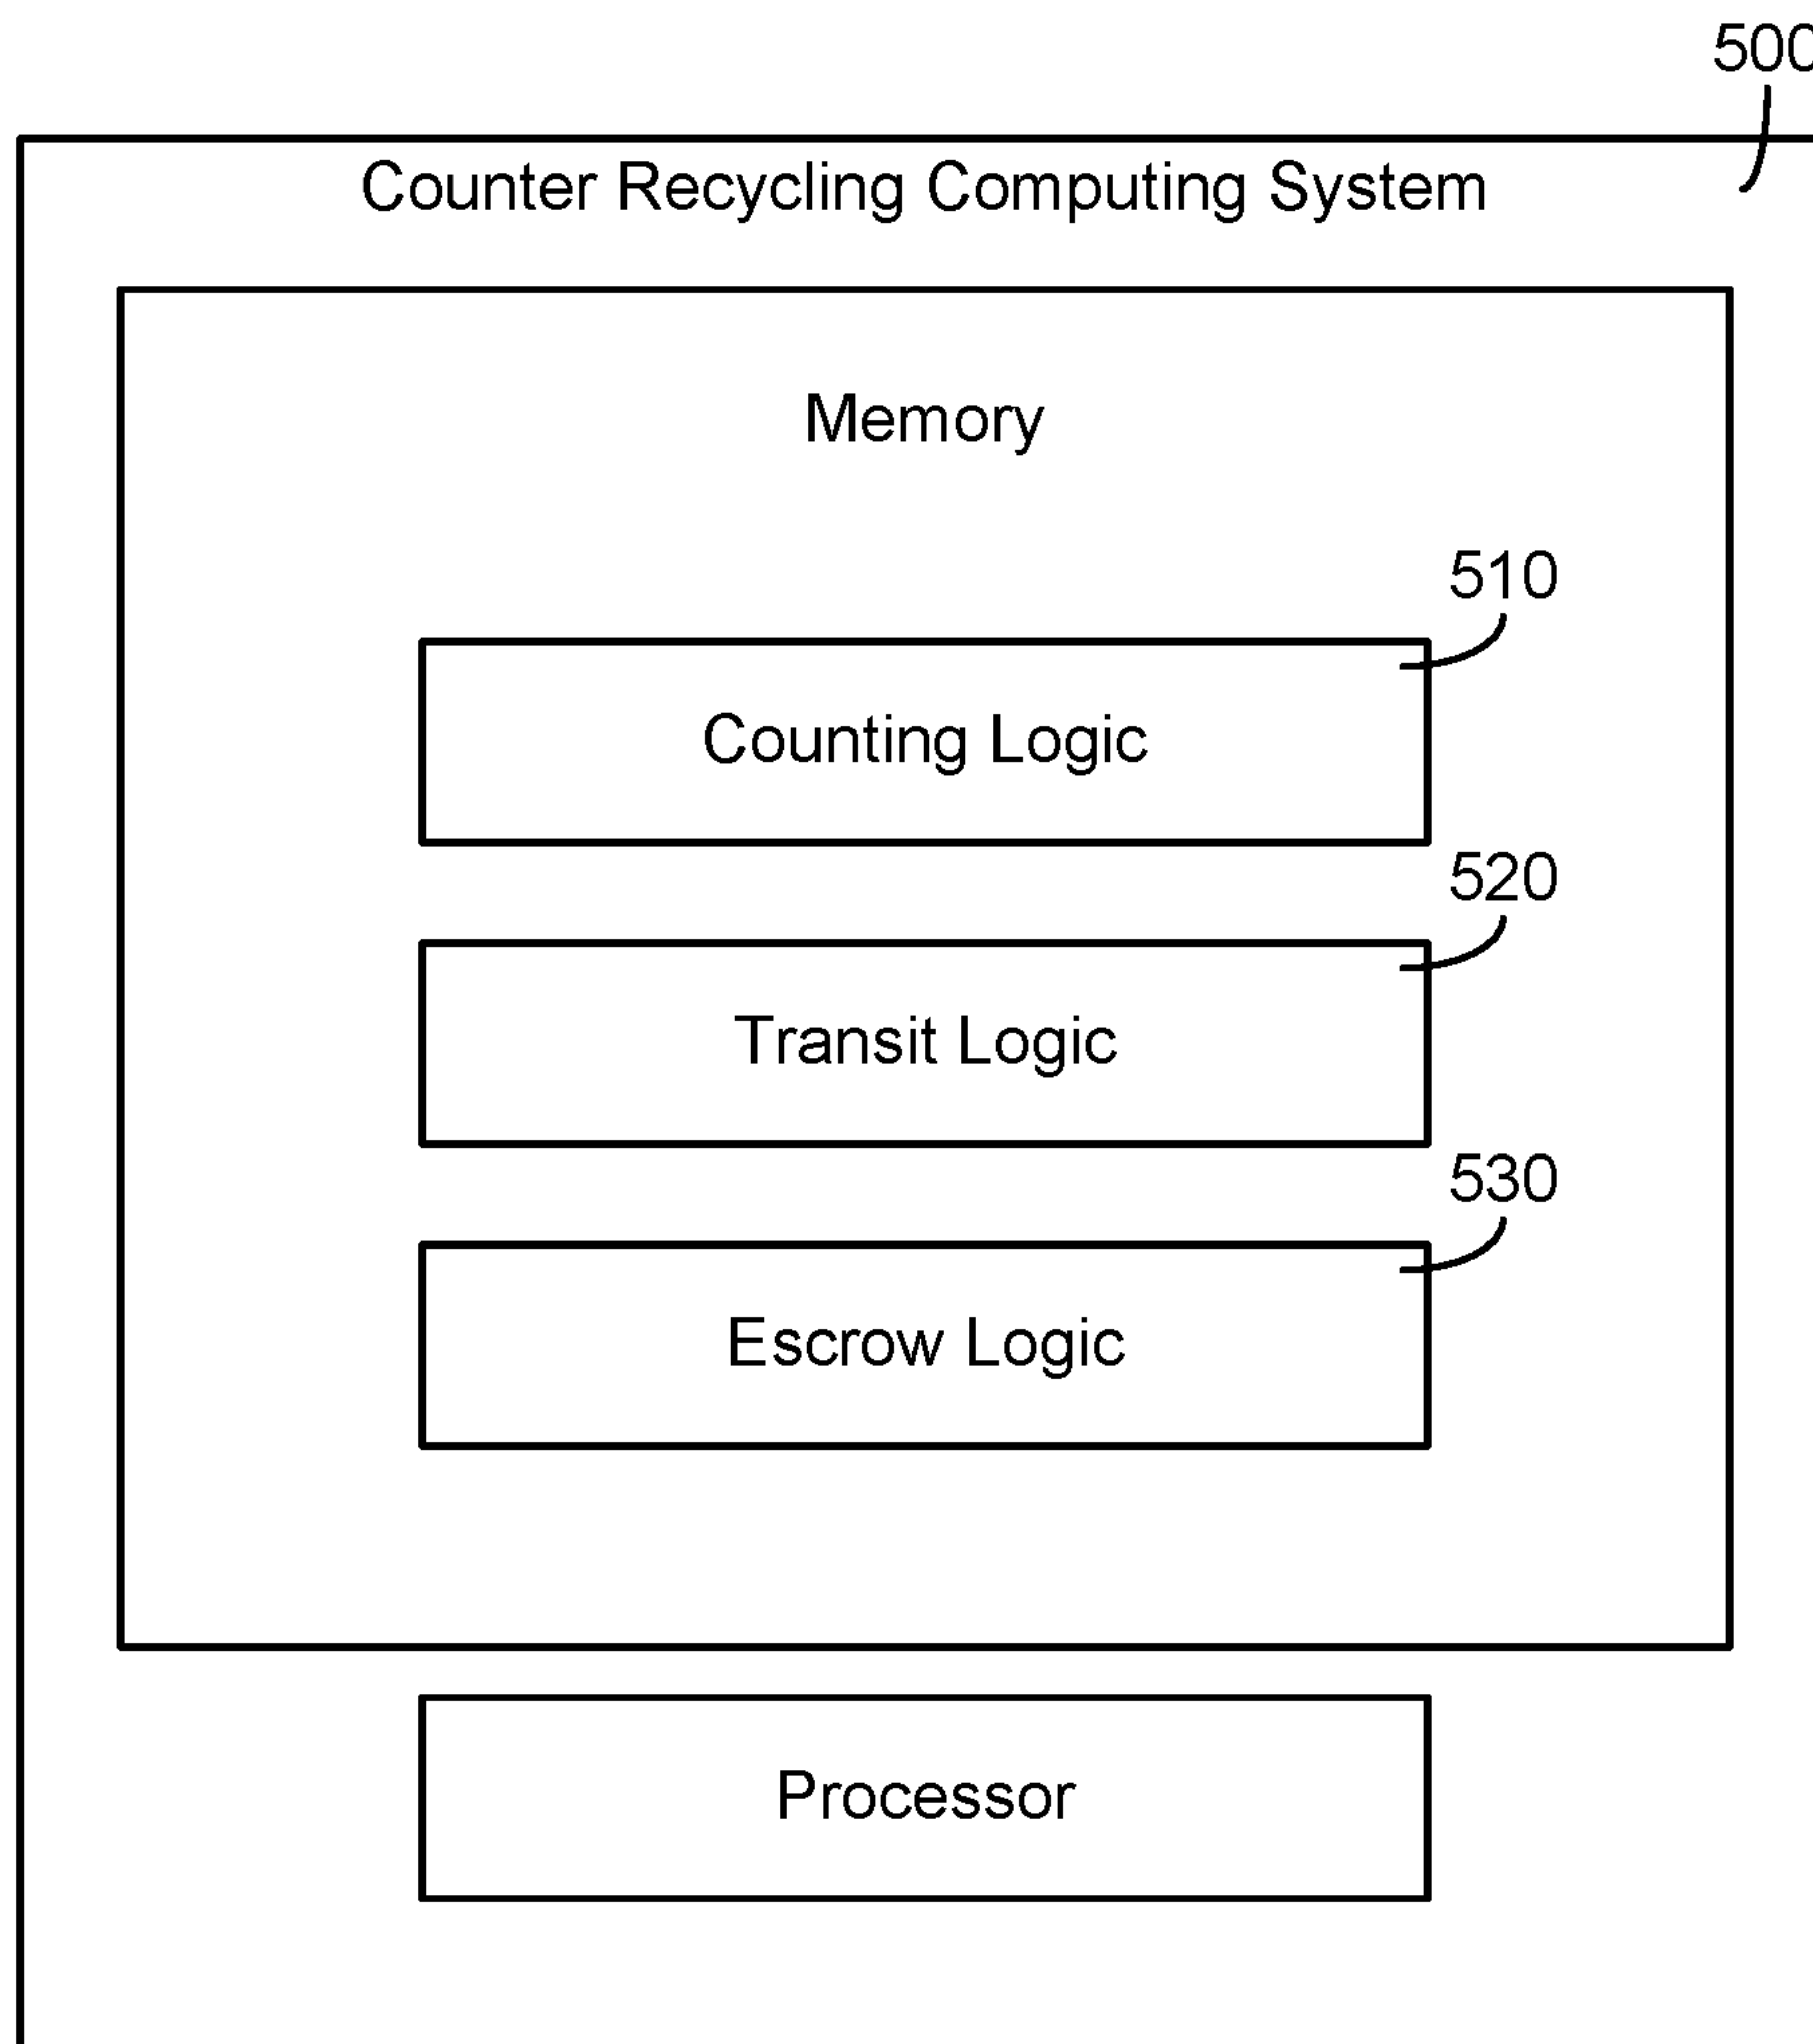 500
Counter Recycling Computing System
Memory
510
Counting Logic
520
Transit Logic
530
Escrow Logic
Processor